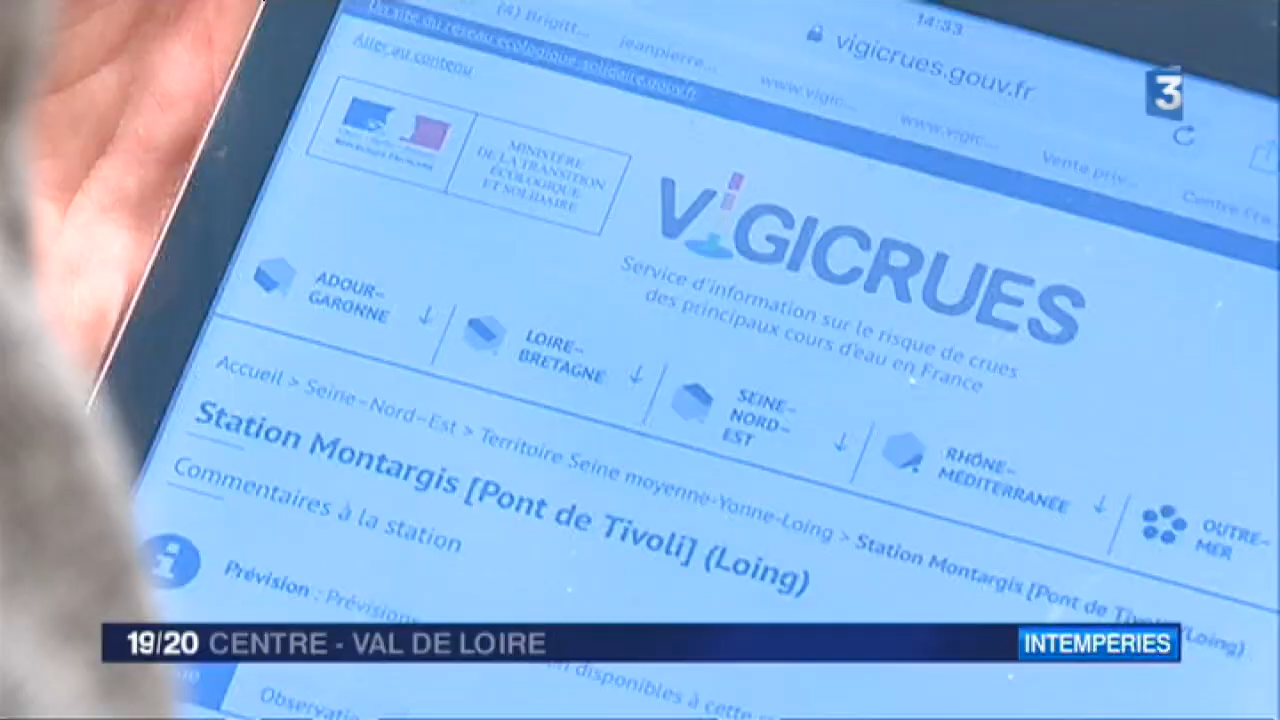 14:33
(4) Brigitt...
jeanpierre...
www.vigic...
www.vigic...
Vente priv...
vigicrues.gouv.fr
3
Aller au contenu
MINISTÈRE
DE LA TRANSITION
ÉCOLOGIQUE
ET SOLIDAIRE
VIGICRUES
Service d'information sur le risque de crues
des principaux cours d'eau en France
ADOUR-
GARONNE
LOIRE-
BRETAGNE
SEINE-
NORD-
EST
RHÔNE-
MÉDITERRANÉE
OUTRE-
MER
Accueil > Seine-Nord-Est > Territoire Seine moyenne-Yonne-Loing > Station Montargis [Pont de Tivoli] (Loing)
Station Montargis [Pont de Tivoli] (Loing)
Commentaires à la station
Prévision : Prévisions
disponibles à cette
Observatio
19/20 CENTRE - VAL DE LOIRE
INTEMPÉRIES